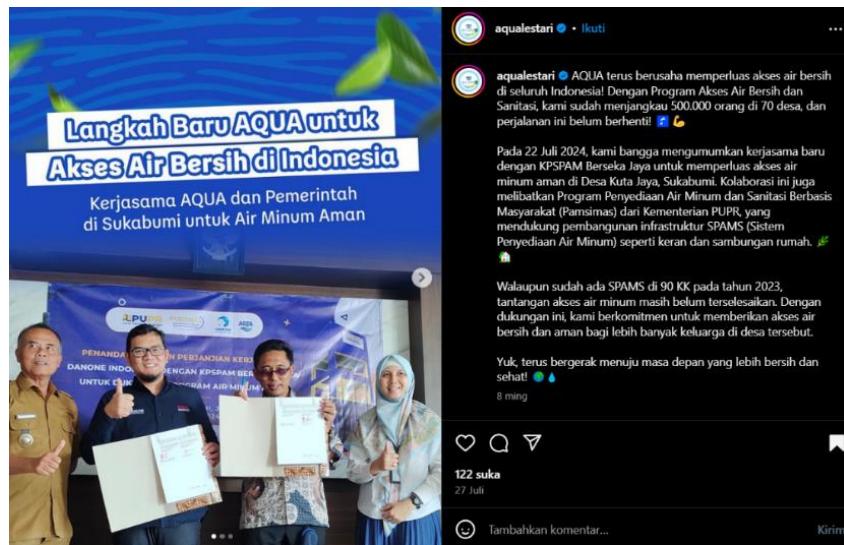 Langkah Baru AQUA untuk
Akses Air Bersih di Indonesia
Kerjasama AQUA dan Pemerintah
di Sukabumi untuk Air Minum Aman
PUPR
AQUA
PENANDA
PERJANJIAN
DANONE INDONESIA DENGAN KPSPAM
UNTUK
PROGRAM AIR MINUM
aqualestari • Ikuti
aqualestari AQUA terus berusaha memperluas akses air bersih
di seluruh Indonesia! Dengan Program Akses Air Bersih dan
Sanitasi, kami sudah menjangkau 500.000 orang di 70 desa, dan
perjalanan ini belum berhenti! 🚰 💪
Pada 22 Juli 2024, kami bangga mengumumkan kerjasama baru
dengan KPSPAM Berseka Jaya untuk memperluas akses air
minum aman di Desa Kuta Jaya, Sukabumi. Kolaborasi ini juga
melibatkan Program Penyediaan Air Minum dan Sanitasi Berbasis
Masyarakat (Pamsimas) dari Kementerian PUPR, yang
mendukung pembangunan infrastruktur SPAMS (Sistem
Penyediaan Air Minum) seperti keran dan sambungan rumah. 🌿
🏠
Walaupun sudah ada SPAMS di 90 KK pada tahun 2023,
tantangan akses air minum masih belum terselesaikan. Dengan
dukungan ini, kami berkomitmen untuk memberikan akses air
bersih dan aman bagi lebih banyak keluarga di desa tersebut.
Yuk, terus bergerak menuju masa depan yang lebih bersih dan
sehat! 🌍💧
8 ming
122 suka
27 Juli
Tambahkan komentar...
Kirim